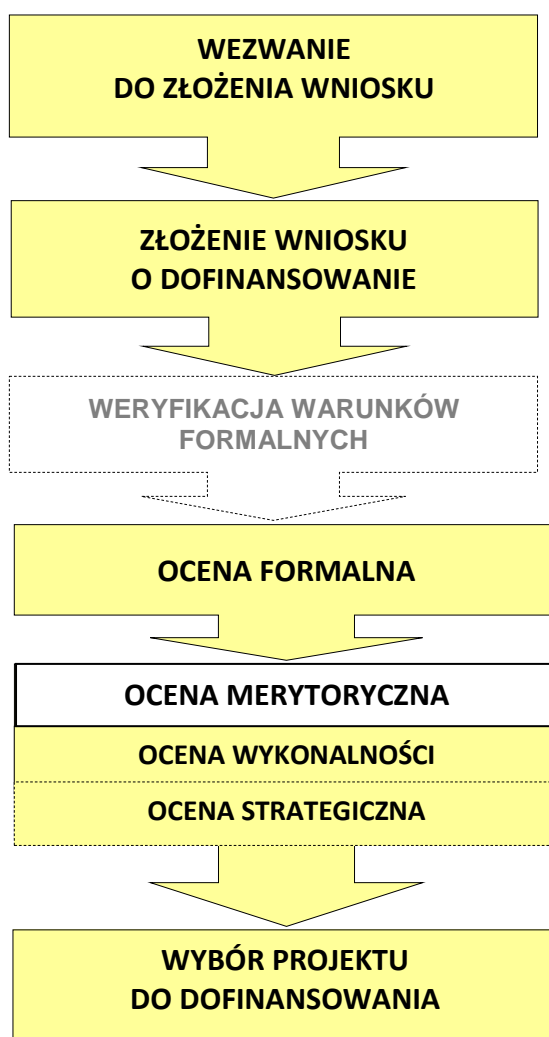 WEZWANIE
DO ZŁOŻENIA WNIOSKU
ZŁOŻENIE WNIOSKU
O DOFINANSOWANIE
WERYFIKACJA WARUNKÓW
FORMALNYCH
OCENA FORMALNA
OCENA MERYTORYCZNA
OCENA WYKONALNOŚCI
OCENA STRATEGICZNA
WYBÓR PROJEKTU
DO DOFINANSOWANIA